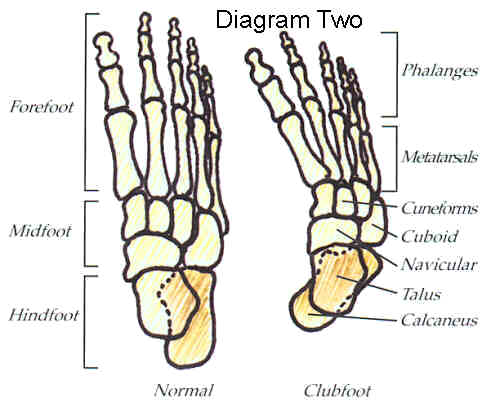 Diagram Two
Forefoot
Midfoot
Hindfoot
Phalanges
Metatarsals
Cuneforms
Cuboid
Navicular
Talus
Calcaneus
Normal
Clubfoot